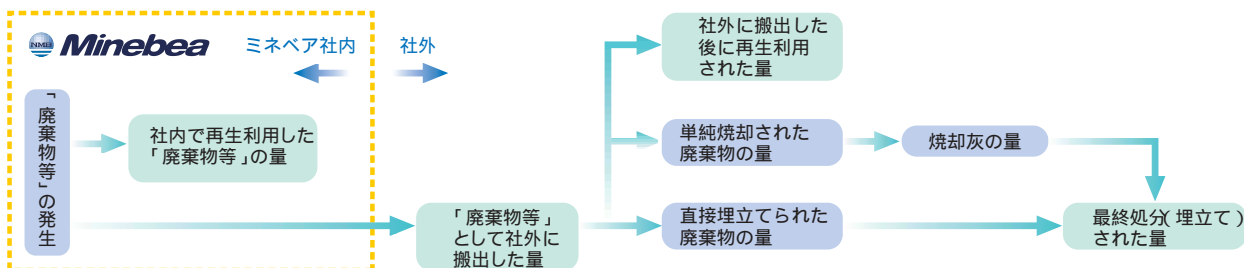 NMB Minebea
ミネベア社内
社外
「廃棄物等」の発生
社内で再生利用した
「廃棄物等」の量
「廃棄物等」
として社外に
搬出した量
社外に搬出した
後に再生利用
された量
単純焼却された
廃棄物の量
焼却灰の量
直接埋立てられた
廃棄物の量
最終処分(埋立て)
された量